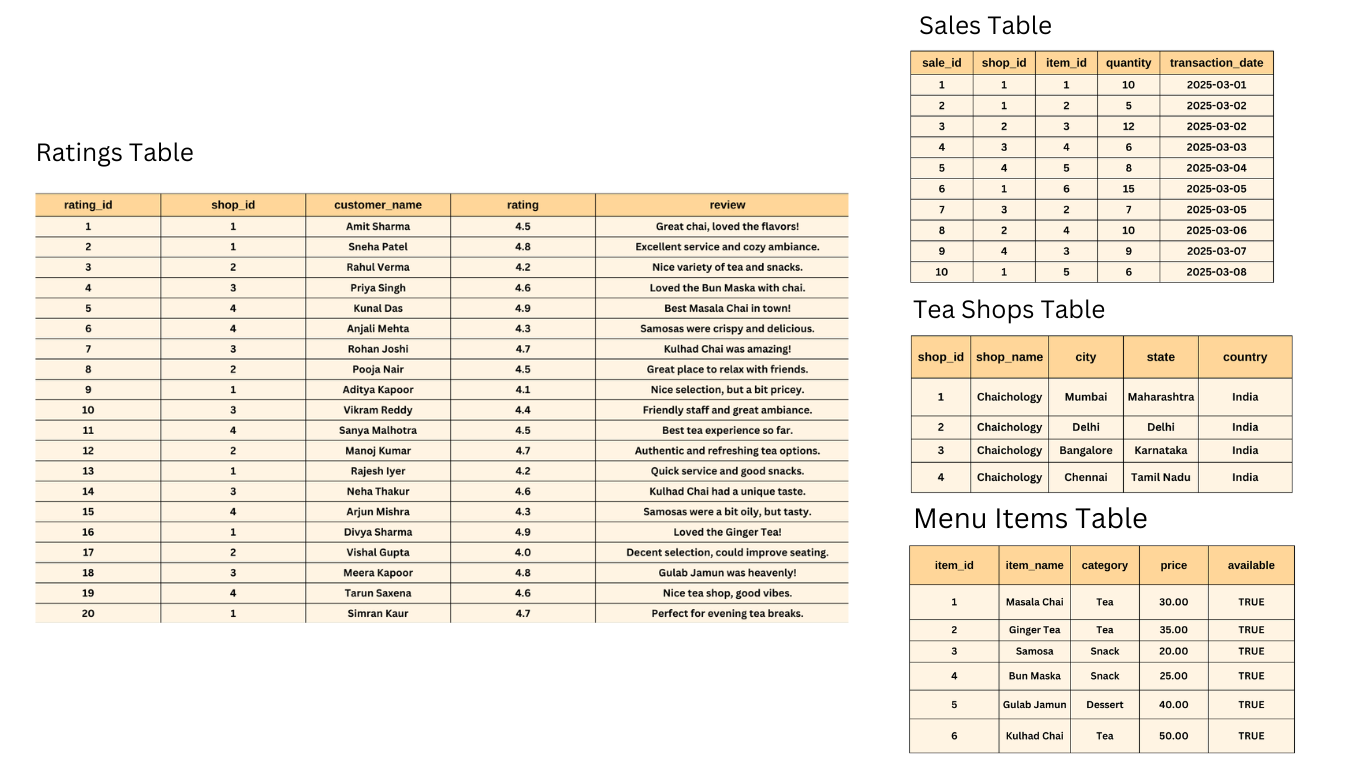 Ratings Table
rating_id shop_id customer_name rating review
1 1 Amit Sharma 4.5 Great chai, loved the flavors!
2 1 Sneha Patel 4.8 Excellent service and cozy ambiance.
3 2 Rahul Verma 4.2 Nice variety of tea and snacks.
4 3 Priya Singh 4.6 Loved the Bun Maska with chai.
5 4 Kunal Das 4.9 Best Masala Chai in town!
6 4 Anjali Mehta 4.3 Samosas were crispy and delicious.
7 3 Rohan Joshi 4.7 Kulhad Chai was amazing!
8 2 Pooja Nair 4.5 Great place to relax with friends.
9 1 Aditya Kapoor 4.1 Nice selection, but a bit pricey.
10 3 Vikram Reddy 4.4 Friendly staff and great ambiance.
11 4 Sanya Malhotra 4.5 Best tea experience so far.
12 2 Manoj Kumar 4.7 Authentic and refreshing tea options.
13 1 Rajesh Iyer 4.2 Quick service and good snacks.
14 3 Neha Thakur 4.6 Kulhad Chai had a unique taste.
15 4 Arjun Mishra 4.3 Samosas were a bit oily, but tasty.
16 1 Divya Sharma 4.9 Loved the Ginger Tea!
17 2 Vishal Gupta 4.0 Decent selection, could improve seating.
18 3 Meera Kapoor 4.8 Gulab Jamun was heavenly!
19 4 Tarun Saxena 4.6 Nice tea shop, good vibes.
20 1 Simran Kaur 4.7 Perfect for evening tea breaks.
Sales Table
sale_id shop_id item_id quantity transaction_date
1 1 1 10 2025-03-01
2 1 2 5 2025-03-02
3 2 3 12 2025-03-02
4 3 4 6 2025-03-03
5 4 5 8 2025-03-04
6 1 6 15 2025-03-05
7 3 2 7 2025-03-05
8 2 4 10 2025-03-06
9 4 3 9 2025-03-07
10 1 5 6 2025-03-08
Tea Shops Table
shop_id shop_name city state country
1 Chaichology Mumbai Maharashtra India
2 Chaichology Delhi Delhi India
3 Chaichology Bangalore Karnataka India
4 Chaichology Chennai Tamil Nadu India
Menu Items Table
item_id item_name category price available
1 Masala Chai Tea 30.00 TRUE
2 Ginger Tea Tea 35.00 TRUE
3 Samosa Snack 20.00 TRUE
4 Bun Maska Snack 25.00 TRUE
5 Gulab Jamun Dessert 40.00 TRUE
6 Kulhad Chai Tea 50.00 TRUE